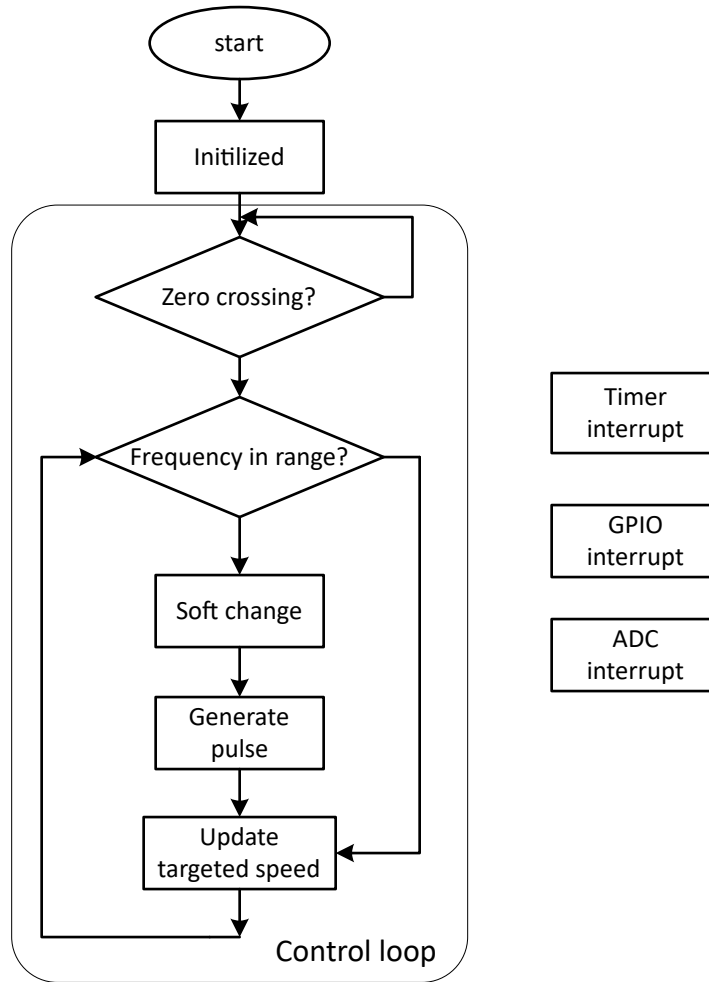 start
Initilized
Zero crossing?
Frequency in range?
Soft change
Generate
pulse
Update
targeted speed
Control loop
Timer
interrupt
GPIO
interrupt
ADC
interrupt